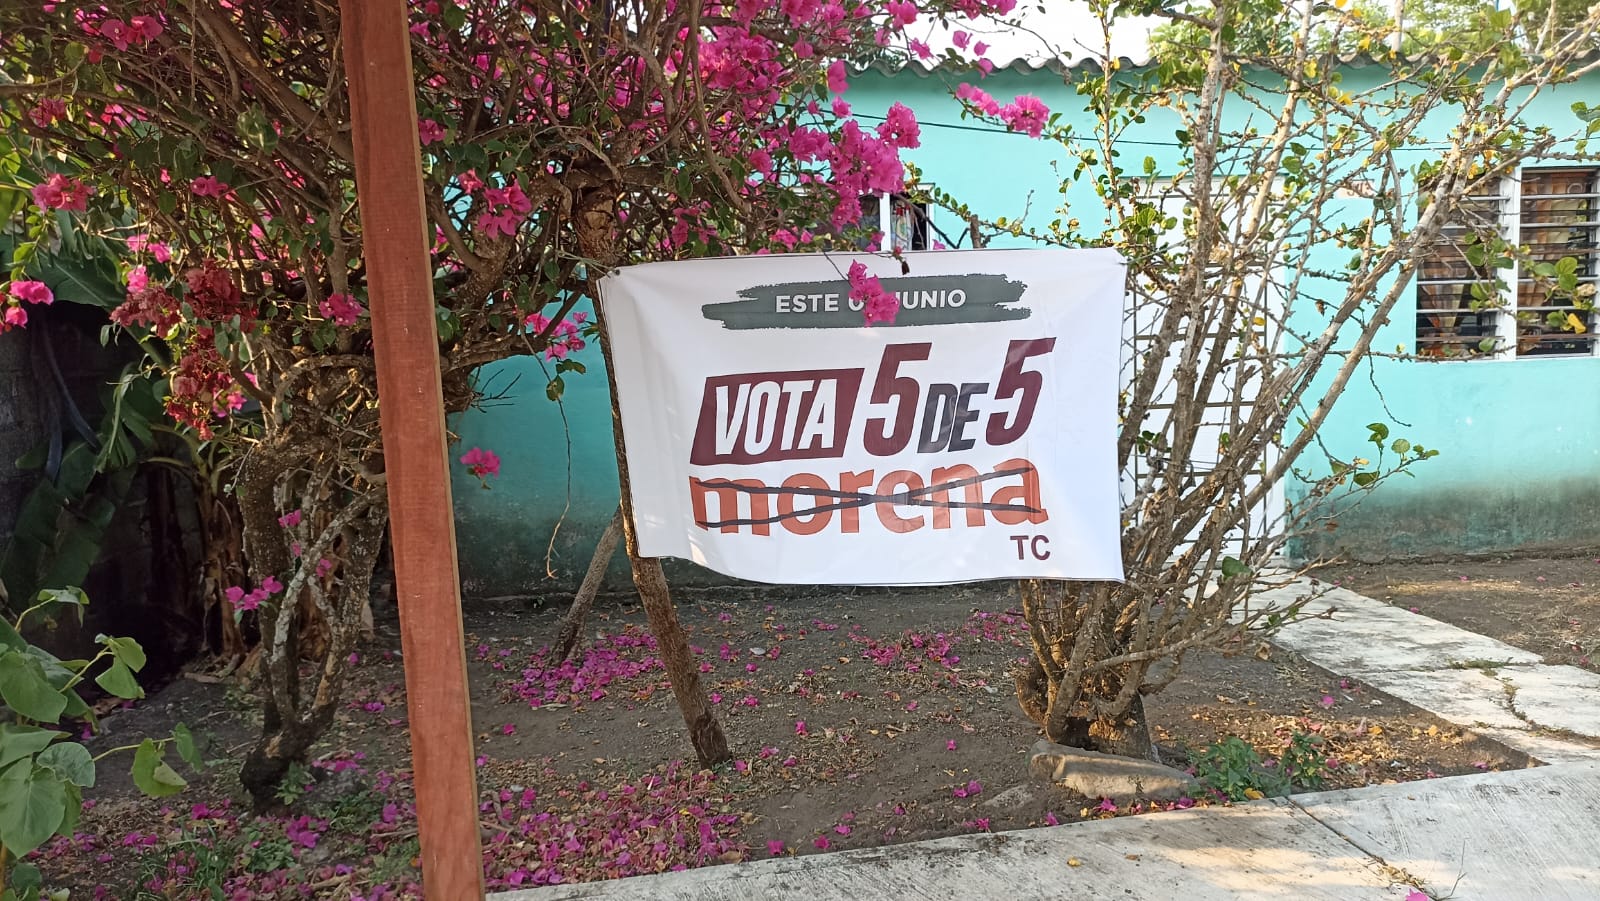 ESTE JUNIO
VOTA 5 DE 5
morena
TC